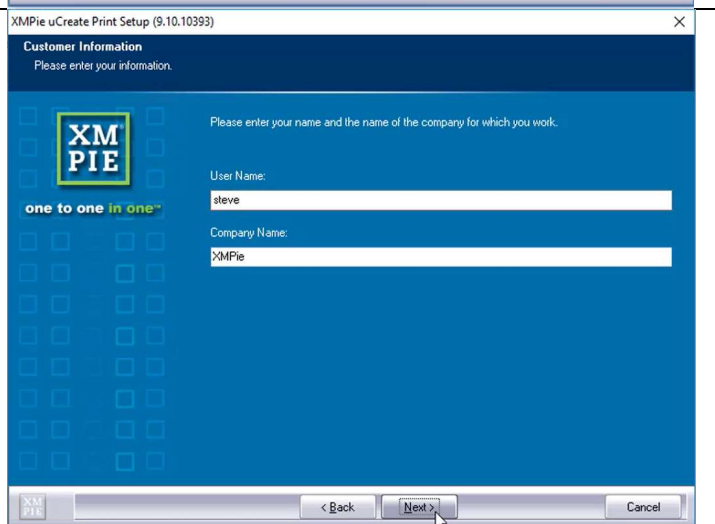 XMPie uCreate Print Setup (9.10.10393)
Customer Information
Please enter your information.
XM
PIE
one to one in one™
Please enter your name and the name of the company for which you work.
User Name:
steve
Company Name:
XMPie
XM
PIE
< Back
Next >
Cancel